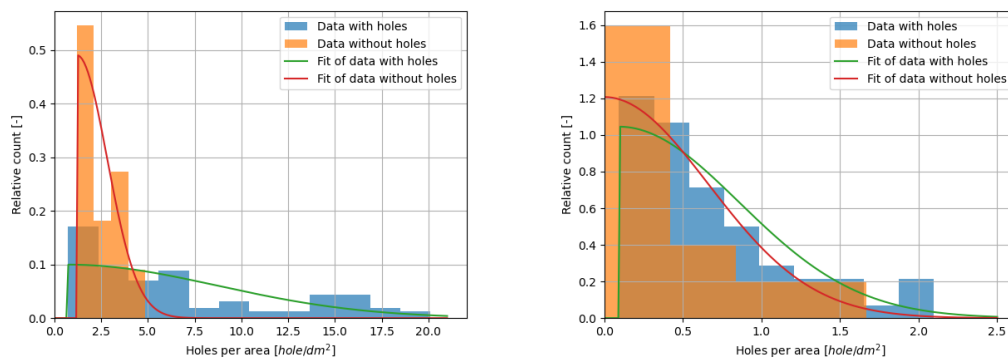 Relative count [-]
0.5
0.4
0.3
0.2
0.1
0.0
0.0 2.5 5.0 7.5 10.0 12.5 15.0 17.5 20.0
Holes per area [hole/dm²]
Data with holes
Data without holes
Fit of data with holes
Fit of data without holes
Relative count [-]
1.6
1.4
1.2
1.0
0.8
0.6
0.4
0.2
0.0
0.0 0.5 1.0 1.5 2.0 2.5
Holes per area [hole/dm²]
Data with holes
Data without holes
Fit of data with holes
Fit of data without holes